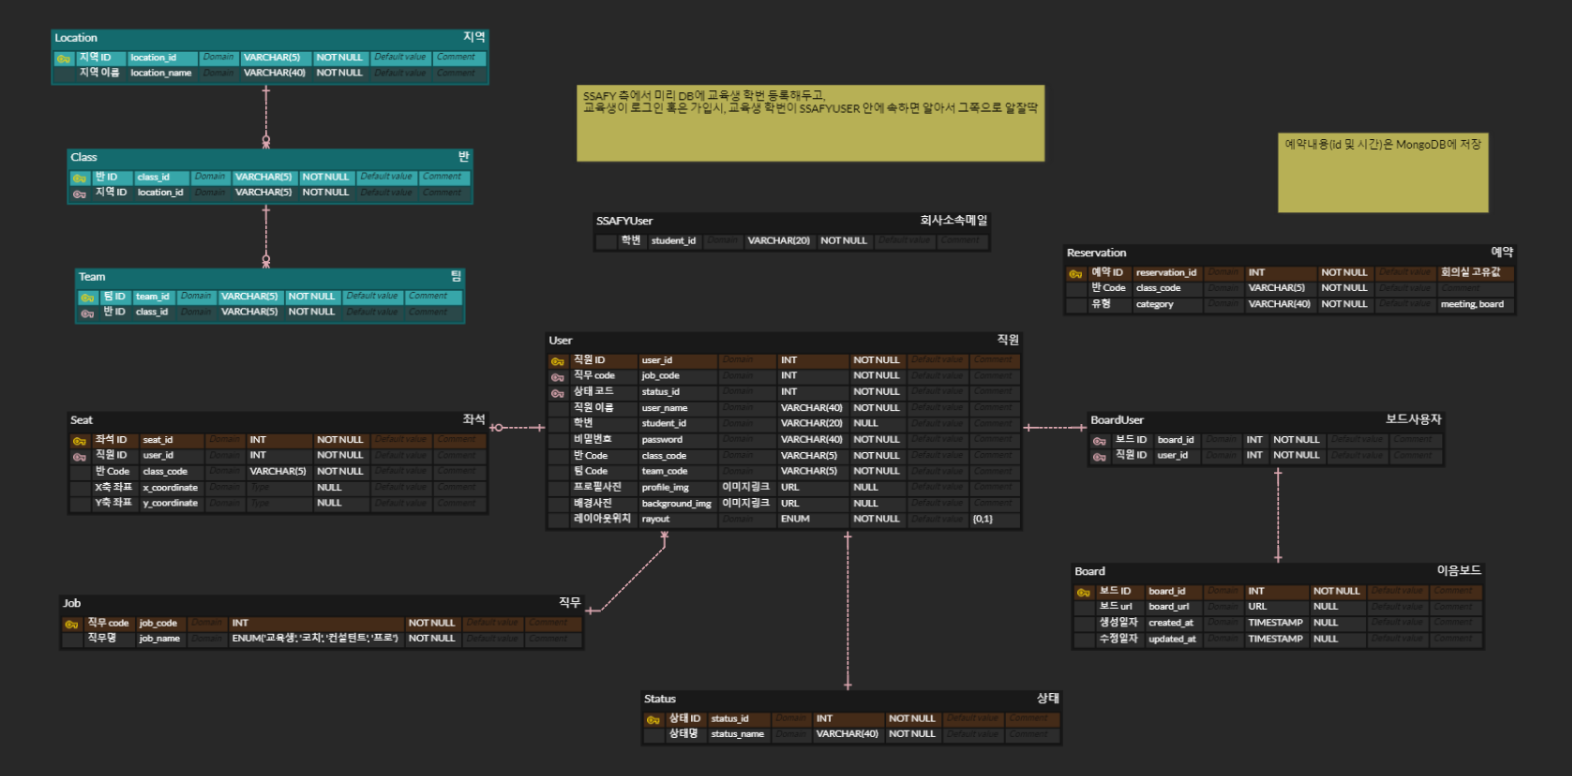 Location 지역
지역 ID location_id Domain VARCHAR(5) NOT NULL Default value Comment
지역 이름 location_name Domain VARCHAR(40) NOT NULL Default value Comment
SSAFY 측에서 미리 DB에 교육생 학번 등록해두고,
교육생이 로그인 혹은 가입시, 교육생 학번이 SSAFYUSER 안에 속하면 알아서 그쪽으로 알잘딱
예약내용(id 및 시간)은 MongoDB에 저장
Class 반
반 ID class_id Domain VARCHAR(5) NOT NULL Default value Comment
지역 ID location_id Domain VARCHAR(5) NOT NULL Default value Comment
SSAFYUser 회사소속메일
학번 student_id Domain VARCHAR(20) NOT NULL Default value Comment
Reservation 예약
예약 ID reservation_id Domain INT NOT NULL Default value 회의실 고유값
반 Code class_code Domain VARCHAR(5) NOT NULL Default value Comment
유형 category Domain VARCHAR(40) NOT NULL Default value meeting, board
Team 팀
팀 ID team_id Domain VARCHAR(5) NOT NULL Default value Comment
반 ID class_id Domain VARCHAR(5) NOT NULL Default value Comment
User 직원
직원 ID user_id Domain INT NOT NULL Default value Comment
직무 code job_code Domain INT NOT NULL Default value Comment
상태 코드 status_id Domain INT NOT NULL Default value Comment
직원 이름 user_name Domain VARCHAR(40) NOT NULL Default value Comment
학번 student_id Domain VARCHAR(20) NULL Default value Comment
비밀번호 password Domain VARCHAR(40) NOT NULL Default value Comment
반 Code class_code Domain VARCHAR(5) NOT NULL Default value Comment
팀 Code team_code Domain VARCHAR(5) NOT NULL Default value Comment
프로필사진 profile_img 이미지링크 URL NULL Default value Comment
배경사진 background_img 이미지링크 URL NULL Default value Comment
레이아웃위치 rayout Domain ENUM NOT NULL Default value {0,1}
Seat 좌석
좌석 ID seat_id Domain INT NOT NULL Default value Comment
직원 ID user_id Domain INT NOT NULL Default value Comment
반 Code class_code Domain VARCHAR(5) NOT NULL Default value Comment
X축 좌표 x_coordinate Domain Type NULL Default value Comment
Y축 좌표 y_coordinate Domain Type NULL Default value Comment
BoardUser 보드사용자
보드 ID board_id Domain INT NOT NULL Default value Comment
직원 ID user_id Domain INT NOT NULL Default value Comment
Job 직무
직무 code job_code Domain INT NOT NULL Default value Comment
직무명 job_name Domain ENUM('교육생', '코치', '컨설턴트', '프로') NOT NULL Default value Comment
Board 이음보드
보드 ID board_id Domain INT NOT NULL Default value Comment
보드 url board_url Domain URL NULL Default value Comment
생성일자 created_at Domain TIMESTAMP NULL Default value Comment
수정일자 updated_at Domain TIMESTAMP NULL Default value Comment
Status 상태
상태 ID status_id Domain INT NOT NULL Default value Comment
상태명 status_name Domain VARCHAR(40) NOT NULL Default value Comment